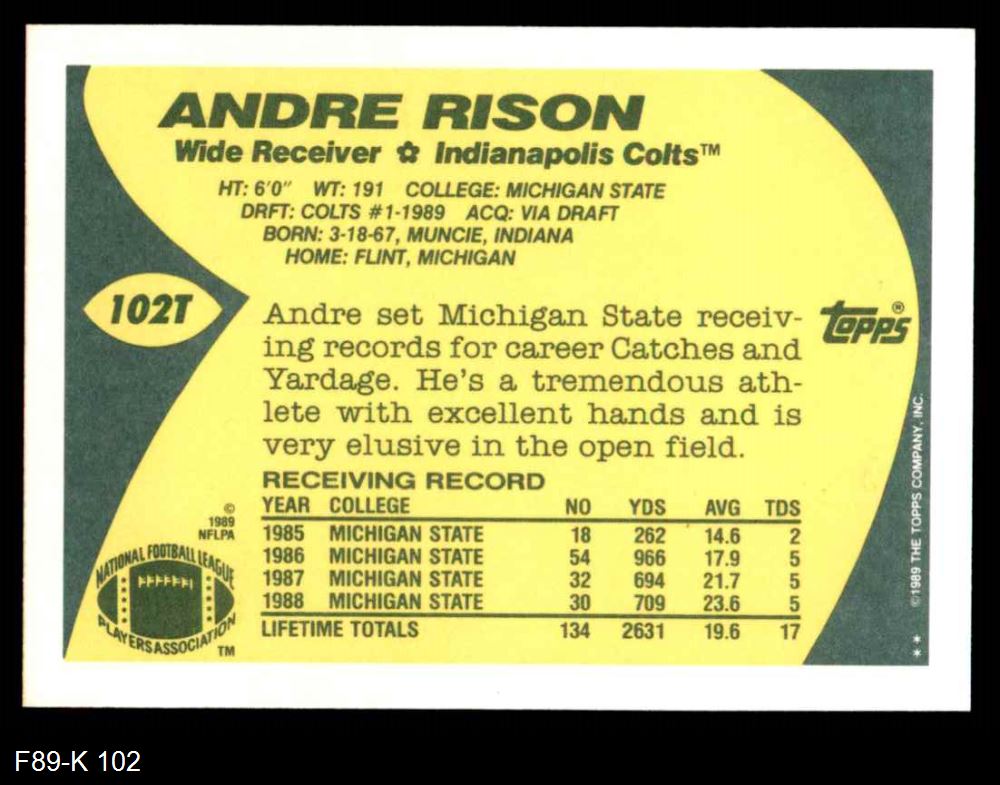 ANDRE RISON
Wide Receiver ✿ Indianapolis Colts™
HT: 6'0" WT: 191 COLLEGE: MICHIGAN STATE
DRFT: COLTS #1-1989 ACQ: VIA DRAFT
BORN: 3-18-67, MUNCIE, INDIANA
HOME: FLINT, MICHIGAN
102T
Andre set Michigan State receiv-
ing records for career Catches and
Yardage. He's a tremendous ath-
lete with excellent hands and is
very elusive in the open field.
topps®
RECEIVING RECORD
YEAR COLLEGE NO YDS AVG TDS
1985 MICHIGAN STATE 18 262 14.6 2
1986 MICHIGAN STATE 54 966 17.9 5
1987 MICHIGAN STATE 32 694 21.7 5
1988 MICHIGAN STATE 30 709 23.6 5
LIFETIME TOTALS 134 2631 19.6 17
©
1989
NFLPA
NATIONAL FOOTBALL LEAGUE
PLAYERS ASSOCIATION
TM
©1989 THE TOPPS COMPANY, INC.
**
F89-K 102